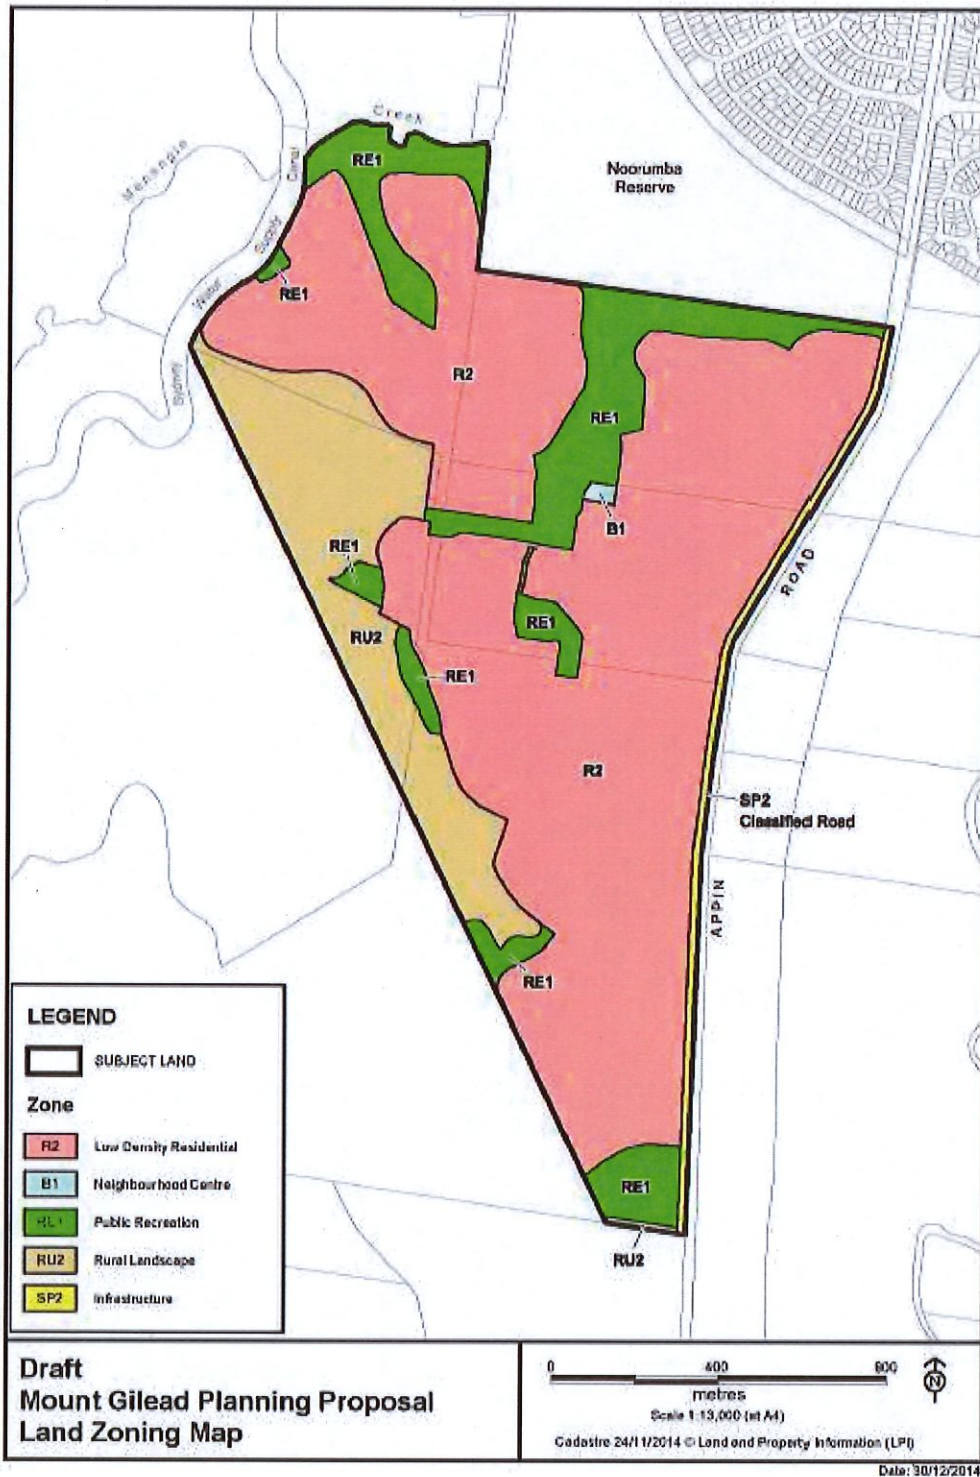 Creek
RE1
Menangle
Canal
Noorumba
Reserve
Supply
RE1
Water
Sydney
R2
RE1
B1
RE1
ROAD
RE1
RU2
RE1
R2
SP2
Classified Road
APPIN
RE1
RE1
RU2
LEGEND
SUBJECT LAND
Zone
R2 Low Density Residential
B1 Neighbourhood Centre
RE1 Public Recreation
RU2 Rural Landscape
SP2 Infrastructure
Draft
Mount Gilead Planning Proposal
Land Zoning Map
0 400 800
metres
Scale 1:13,000 (at A4)
N
Cadastre 24/11/2014 © Land and Property Information (LPI)
Date: 30/12/2014